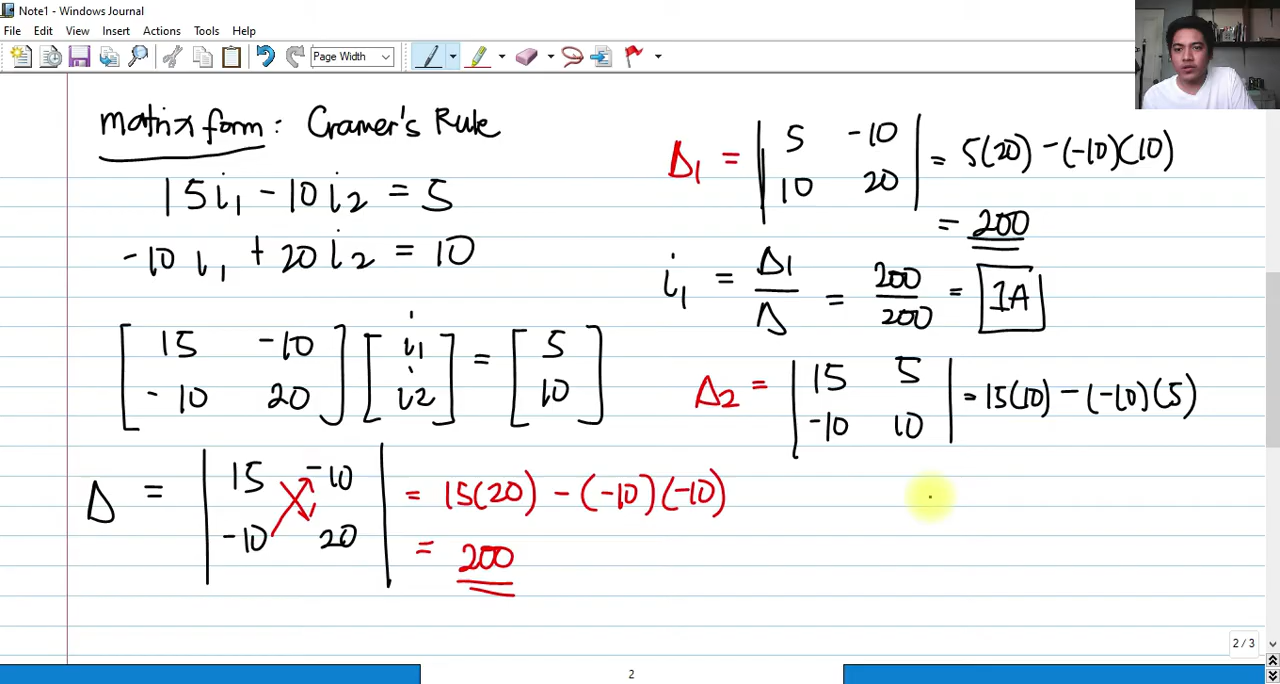 Note1 - Windows Journal
File Edit View Insert Actions Tools Help
Page Width
matrix form: Cramer's Rule
15i₁ - 10i₂ = 5
-10i₁ + 20i₂ = 10
[15 -10] [i₁] = [5]
[-10 20] [i₂] [10]
Δ = |15 -10| = 15(20) - (-10)(-10)
|-10 20|
= 200
Δ₁ = |5 -10| = 5(20) - (-10)(10)
|10 20|
= 200
i₁ = Δ₁/Δ = 200/200 = 1A
Δ₂ = |15 5| = 15(10) - (-10)(5)
|-10 10|
2 / 3
2